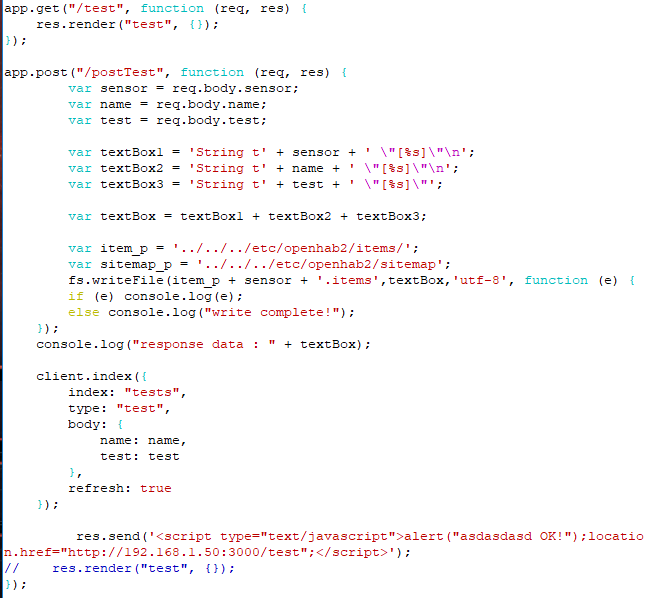 app.get("/test", function (req, res) {
    res.render("test", {});
});

app.post("/postTest", function (req, res) {
        var sensor = req.body.sensor;
        var name = req.body.name;
        var test = req.body.test;

        var textBox1 = 'String t' + sensor + ' \"[%s]\"\n';
        var textBox2 = 'String t' + name + ' \"[%s]\"\n';
        var textBox3 = 'String t' + test + ' \"[%s]\"';

        var textBox = textBox1 + textBox2 + textBox3;

        var item_p = '../../../etc/openhab2/items/';
        var sitemap_p = '../../../etc/openhab2/sitemap';
        fs.writeFile(item_p + sensor + '.items',textBox,'utf-8', function (e) {
        if (e) console.log(e);
        else console.log("write complete!");
    });
    console.log("response data : " + textBox);

    client.index({
        index: "tests",
        type: "test",
        body: {
            name: name,
            test: test
        },
        refresh: true
    });

         res.send('<script type="text/javascript">alert("asdasdasd OK!");locatio
n.href="http://192.168.1.50:3000/test";</script>');
//    res.render("test", {});
});